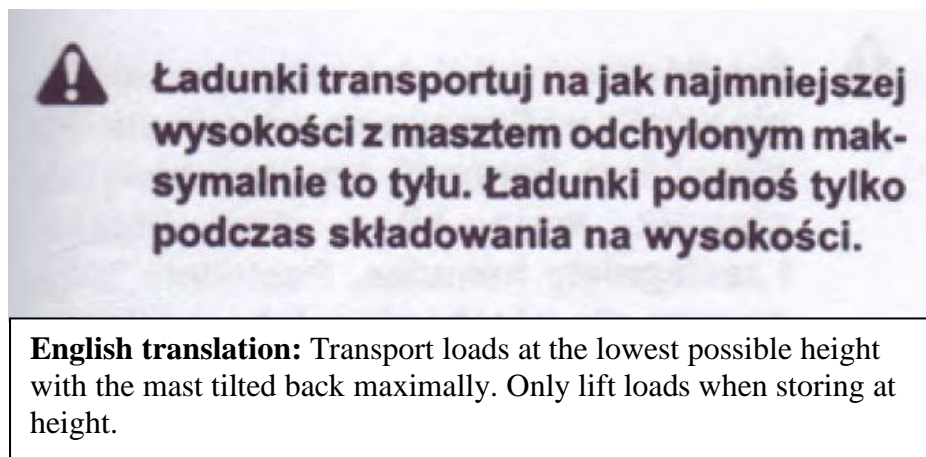 Ładunki transportuj na jak najmniejszej
wysokości z masztem odchylonym mak-
symalnie to tyłu. Ładunki podnoś tylko
podczas składowania na wysokości.
English translation: Transport loads at the lowest possible height
with the mast tilted back maximally. Only lift loads when storing at
height.